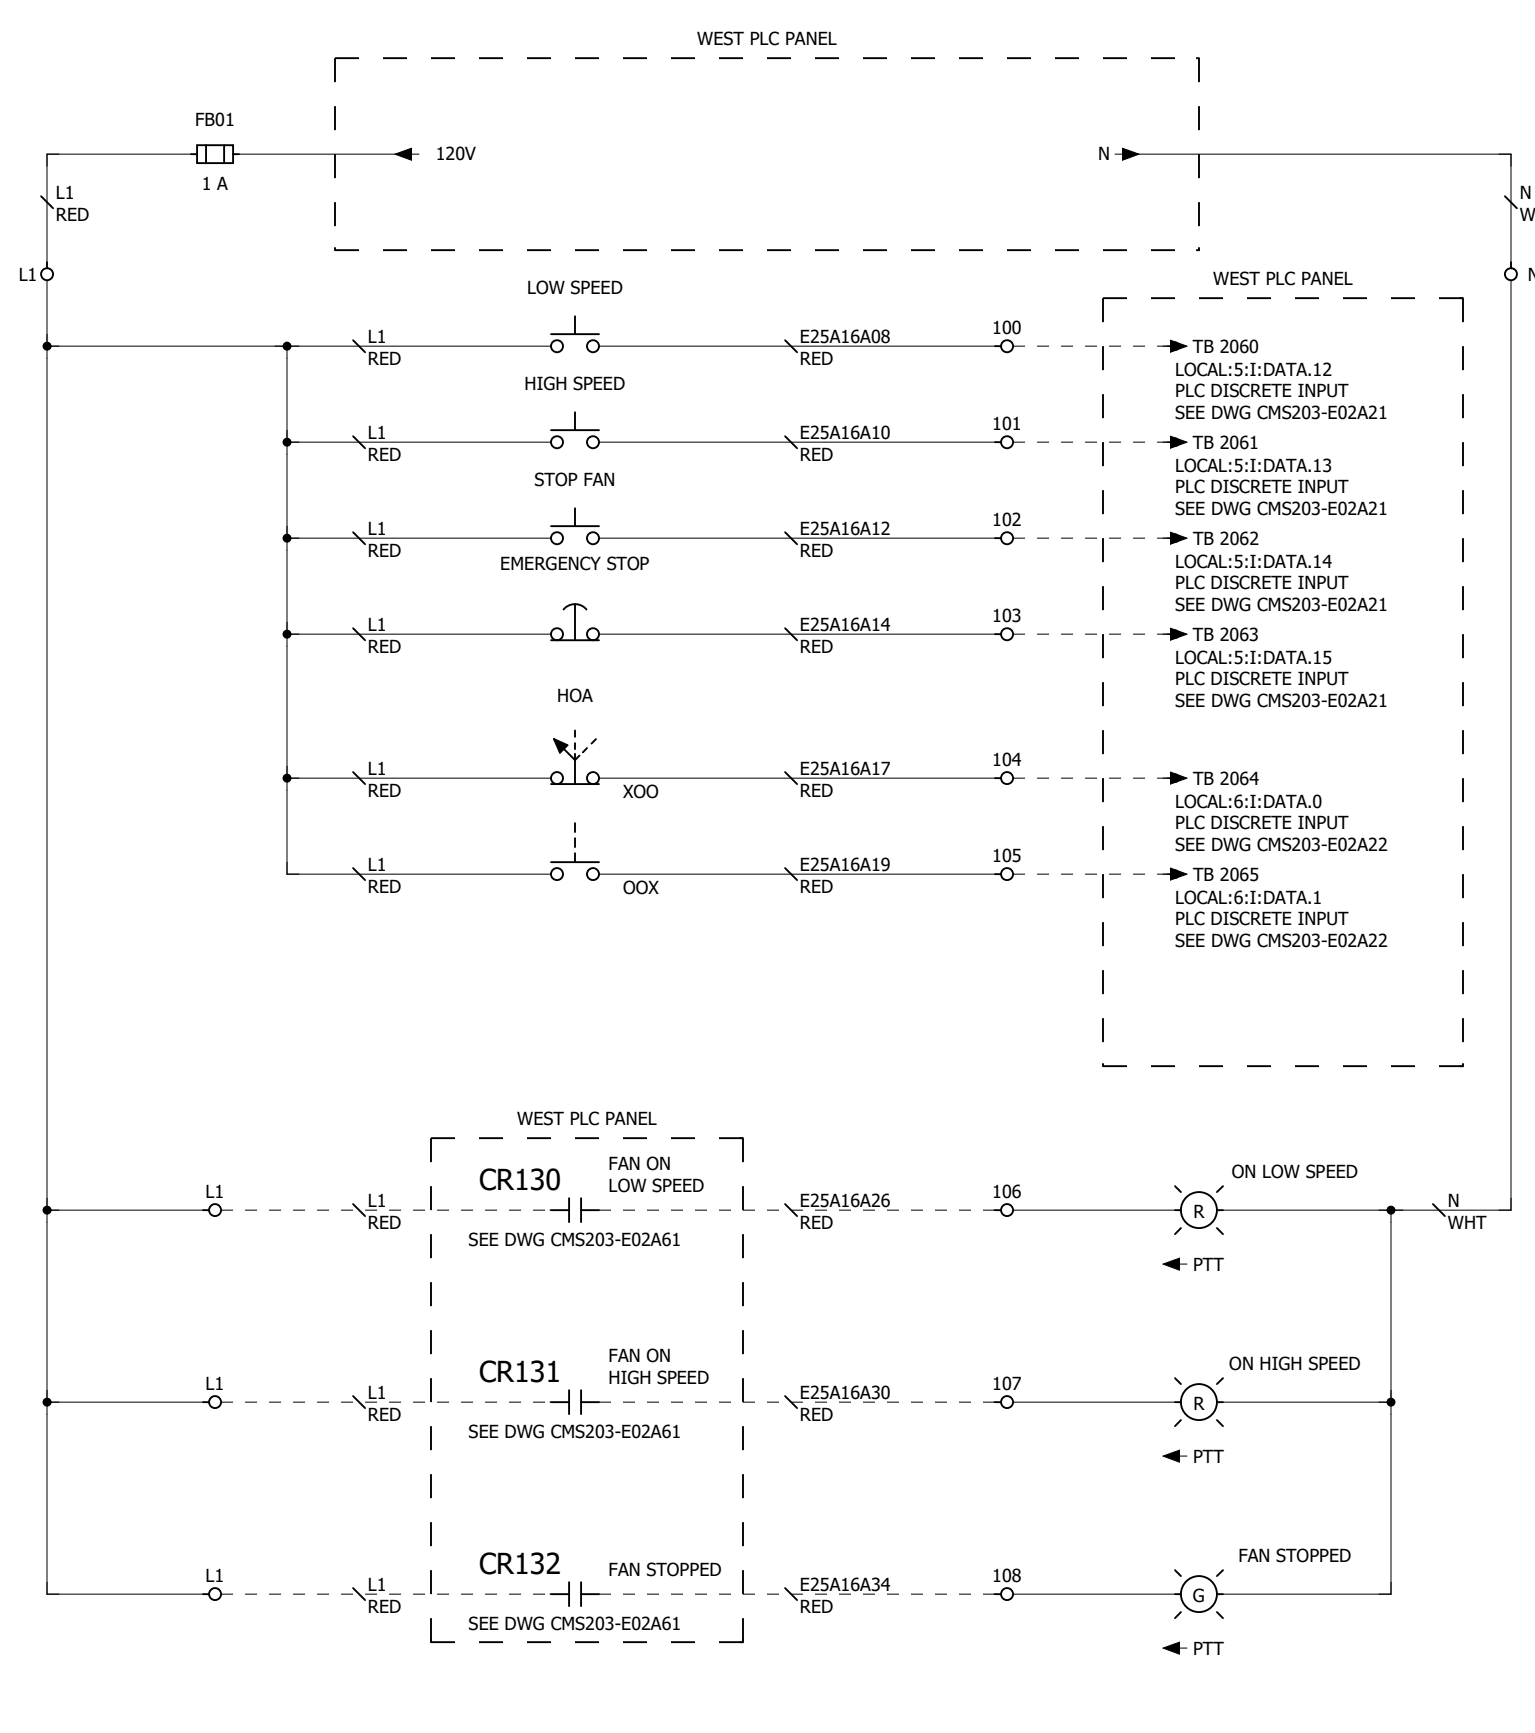 WEST PLC PANEL
FB01
120V
N
1 A
L1
RED
N
L1
LOW SPEED
WEST PLC PANEL
L1
RED
E25A16A08
RED
100
TB 2060
LOCAL:5:I:DATA.12
PLC DISCRETE INPUT
SEE DWG CMS203-E02A21
HIGH SPEED
L1
RED
E25A16A10
RED
101
TB 2061
LOCAL:5:I:DATA.13
PLC DISCRETE INPUT
SEE DWG CMS203-E02A21
STOP FAN
L1
RED
E25A16A12
RED
102
TB 2062
LOCAL:5:I:DATA.14
PLC DISCRETE INPUT
SEE DWG CMS203-E02A21
EMERGENCY STOP
L1
RED
E25A16A14
RED
103
TB 2063
LOCAL:5:I:DATA.15
PLC DISCRETE INPUT
SEE DWG CMS203-E02A21
HOA
L1
RED
XOO
E25A16A17
RED
104
TB 2064
LOCAL:6:I:DATA.0
PLC DISCRETE INPUT
SEE DWG CMS203-E02A22
L1
RED
OOX
E25A16A19
RED
105
TB 2065
LOCAL:6:I:DATA.1
PLC DISCRETE INPUT
SEE DWG CMS203-E02A22
WEST PLC PANEL
L1
L1
RED
CR130
FAN ON
LOW SPEED
SEE DWG CMS203-E02A61
E25A16A26
RED
106
R
ON LOW SPEED
PTT
N
WHT
L1
L1
RED
CR131
FAN ON
HIGH SPEED
SEE DWG CMS203-E02A61
E25A16A30
RED
107
R
ON HIGH SPEED
PTT
L1
L1
RED
CR132
FAN STOPPED
SEE DWG CMS203-E02A61
E25A16A34
RED
108
G
FAN STOPPED
PTT